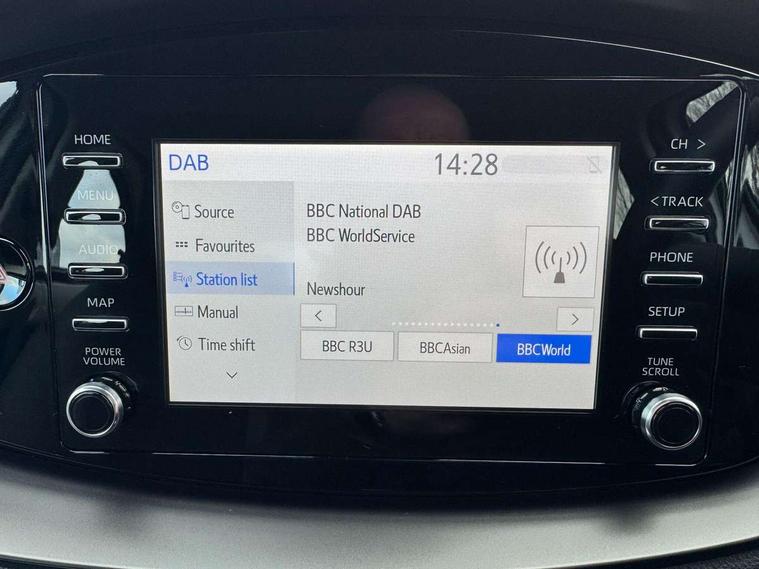 HOME
MENU
AUDIO
MAP
POWER
VOLUME
DAB
14:28
Source
Favourites
Station list
Manual
Time shift
BBC National DAB
BBC WorldService
Newshour
BBC R3U
BBCAsian
BBCWorld
CH >
< TRACK
PHONE
SETUP
TUNE
SCROLL